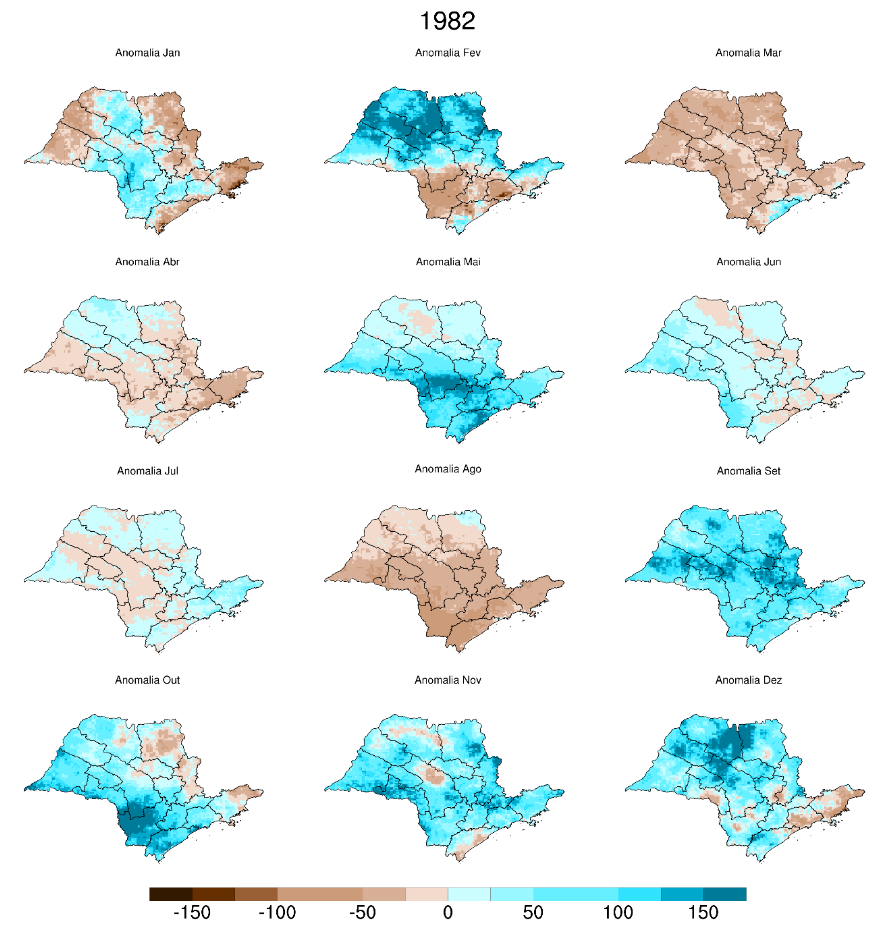 1982
Anomalia Jan
Anomalia Fev
Anomalia Mar
Anomalia Abr
Anomalia Mai
Anomalia Jun
Anomalia Jul
Anomalia Ago
Anomalia Set
Anomalia Out
Anomalia Nov
Anomalia Dez
-150 -100 -50 0 50 100 150